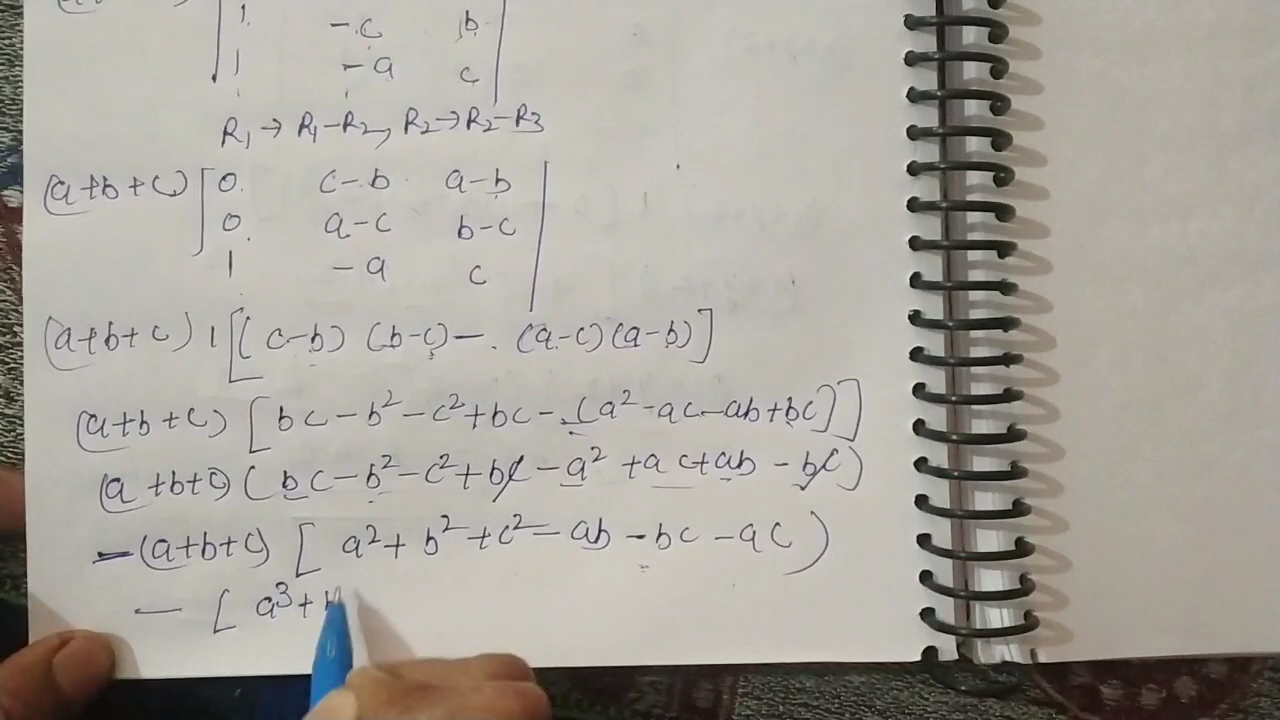 1 -c b
1 -a c
R₁ → R₁-R₂, R₂→R₂-R₃
(a+b+c) | 0 c-b a-b |
0 a-c b-c
1 -a c
(a+b+c) 1 [(c-b) (b-c) - (a-c)(a-b)]
(a+b+c) [bc - b² - c² + bc - (a² - ac - ab + bc)]
(a+b+c) (bc - b² - c² + bc - a² + ac + ab - bc)
-(a+b+c) [a² + b² + c² - ab - bc - ac)
- [a³ +